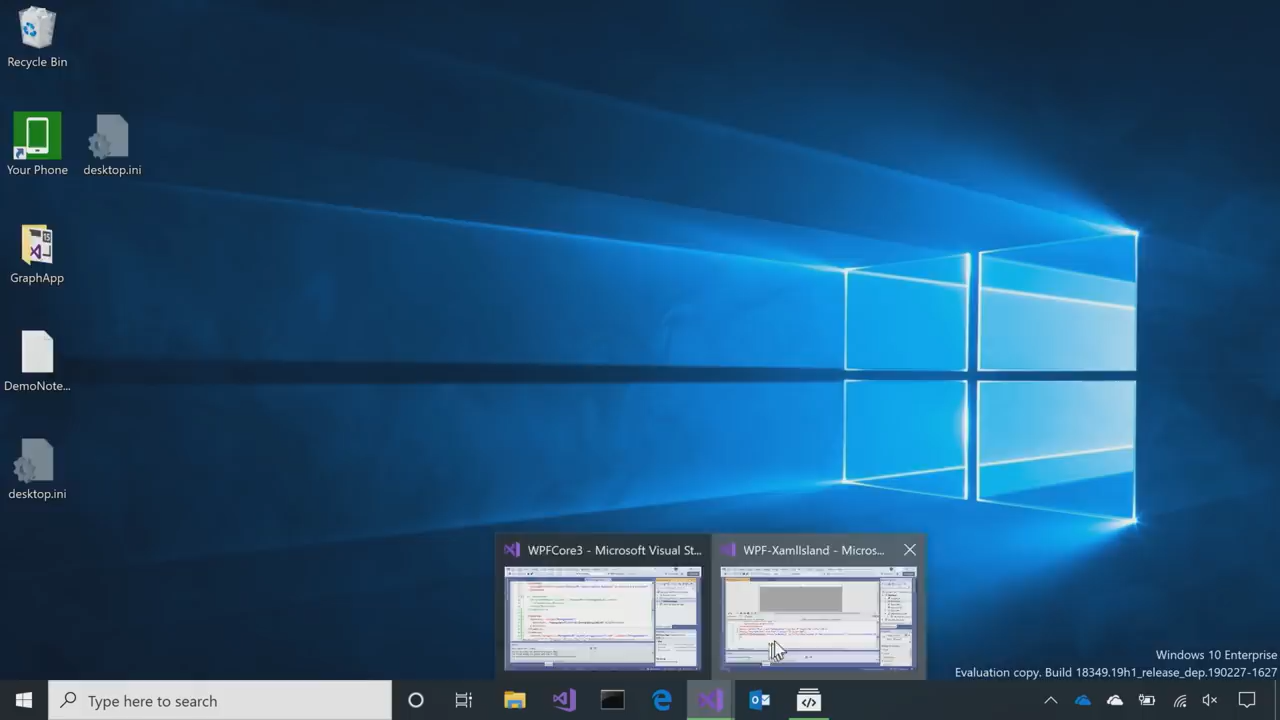 Recycle Bin
Your Phone
desktop.ini
GraphApp
DemoNote...
desktop.ini
WPFCore3 - Microsoft Visual St...
WPF-XamlIsland - Micros...
Windows 10 Enterprise
Evaluation copy. Build 18349.19h1_release_dep.190227-1627
Type here to search